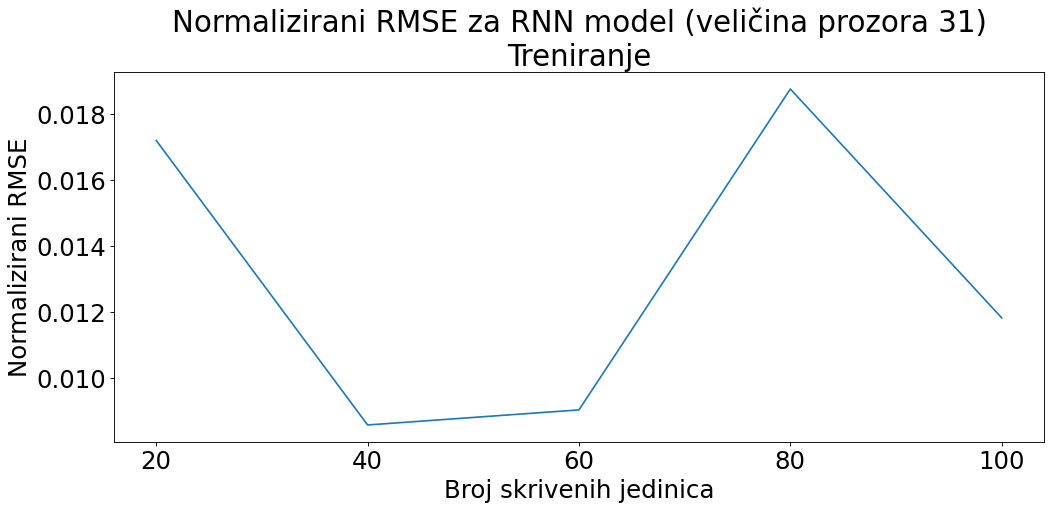 Normalizirani RMSE za RNN model (veličina prozora 31)
Treniranje
Normalizirani RMSE
0.018
0.016
0.014
0.012
0.010
20 40 60 80 100
Broj skrivenih jedinica